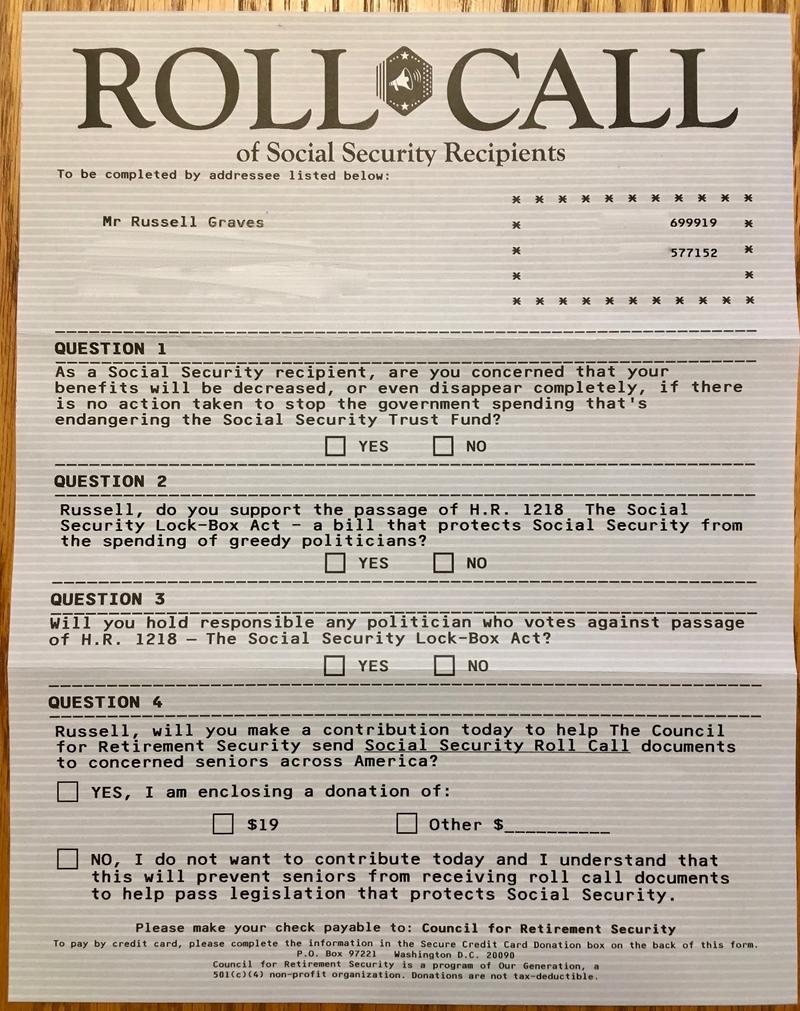 ROLL CALL
of Social Security Recipients
To be completed by addressee listed below:
* * * * * * * * * * *
Mr Russell Graves * 699919 *
* 577152 *
* *
* * * * * * * * * * *
QUESTION 1
As a Social Security recipient, are you concerned that your
benefits will be decreased, or even disappear completely, if there
is no action taken to stop the government spending that's
endangering the Social Security Trust Fund?
YES NO
QUESTION 2
Russell, do you support the passage of H.R. 1218 The Social
Security Lock-Box Act - a bill that protects Social Security from
the spending of greedy politicians?
YES NO
QUESTION 3
Will you hold responsible any politician who votes against passage
of H.R. 1218 – The Social Security Lock-Box Act?
YES NO
QUESTION 4
Russell, will you make a contribution today to help The Council
for Retirement Security send Social Security Roll Call documents
to concerned seniors across America?
YES, I am enclosing a donation of:
$19 Other $__________
NO, I do not want to contribute today and I understand that
this will prevent seniors from receiving roll call documents
to help pass legislation that protects Social Security.
Please make your check payable to: Council for Retirement Security
To pay by credit card, please complete the information in the Secure Credit Card Donation box on the back of this form.
P.O. Box 97221 Washington D.C. 20090
Council for Retirement Security is a program of Our Generation, a
501(c)(4) non-profit organization. Donations are not tax-deductible.